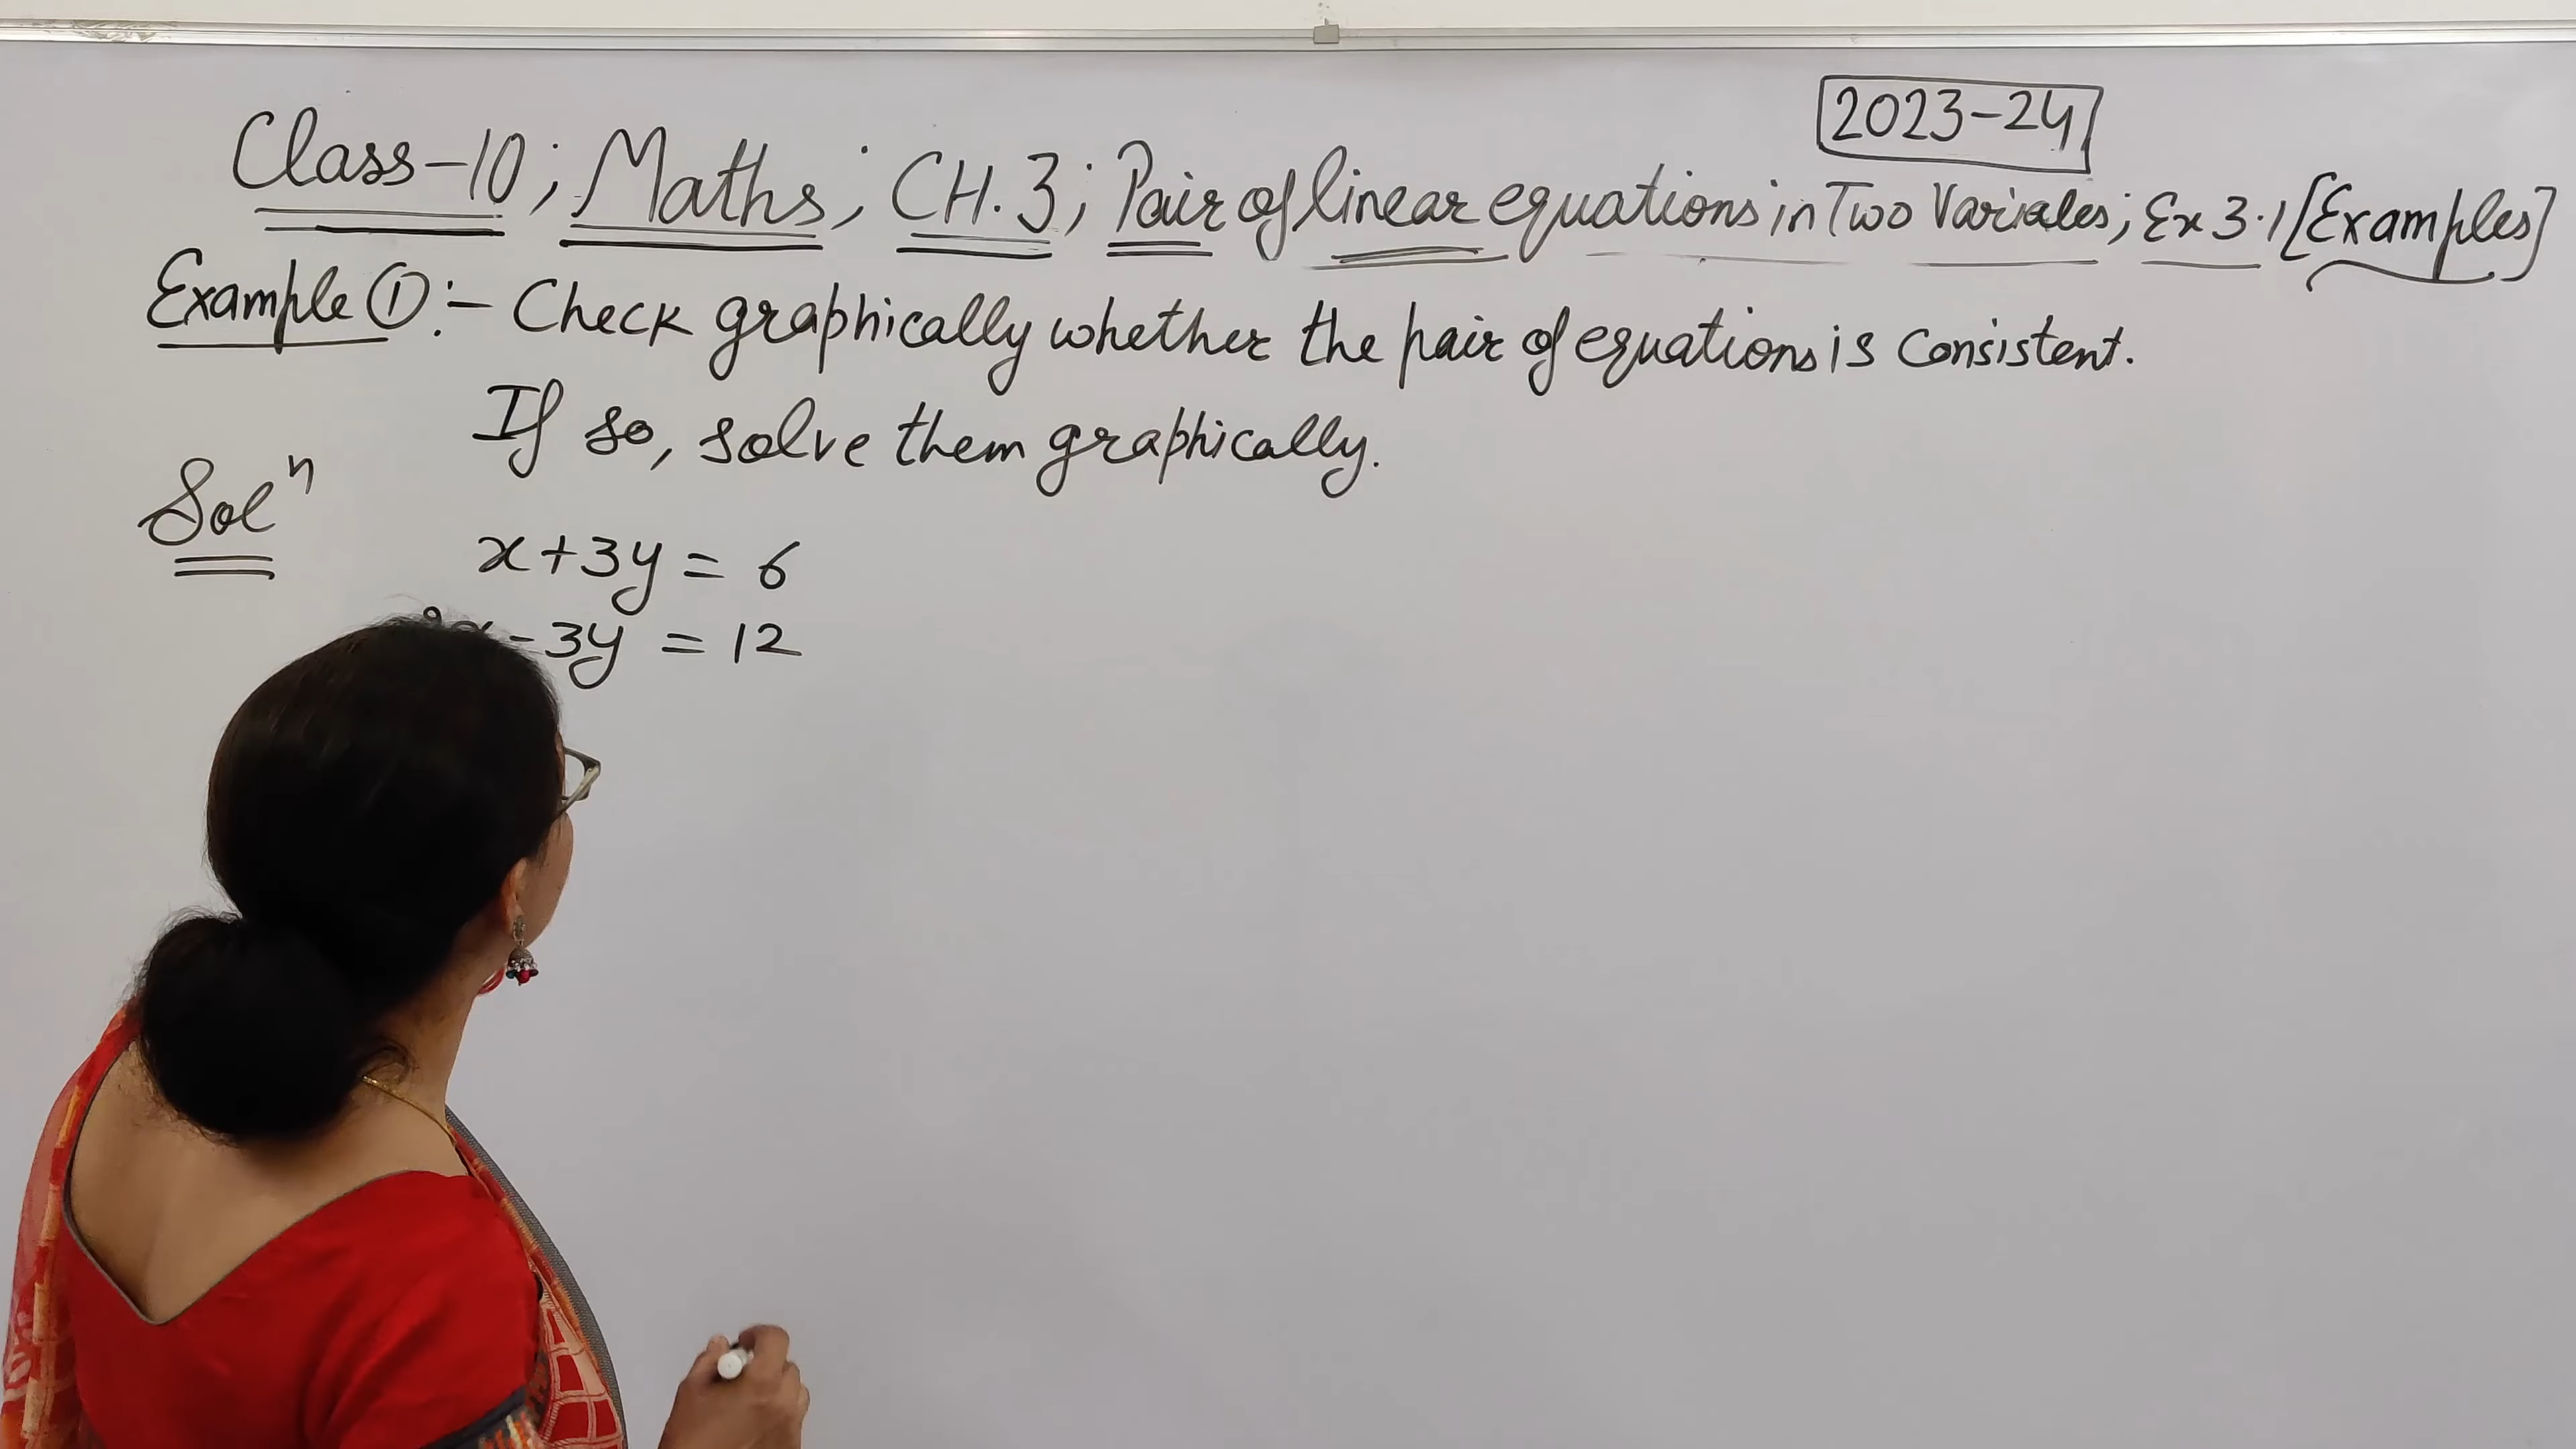 2023-24
Class-10; Maths; CH.3; Pair of linear equations in Two Variales; Ex 3.1 [Examples]
Example ① :- Check graphically whether the pair of equations is consistent.
If so, solve them graphically.
Solⁿ
x+3y = 6
2x-3y = 12